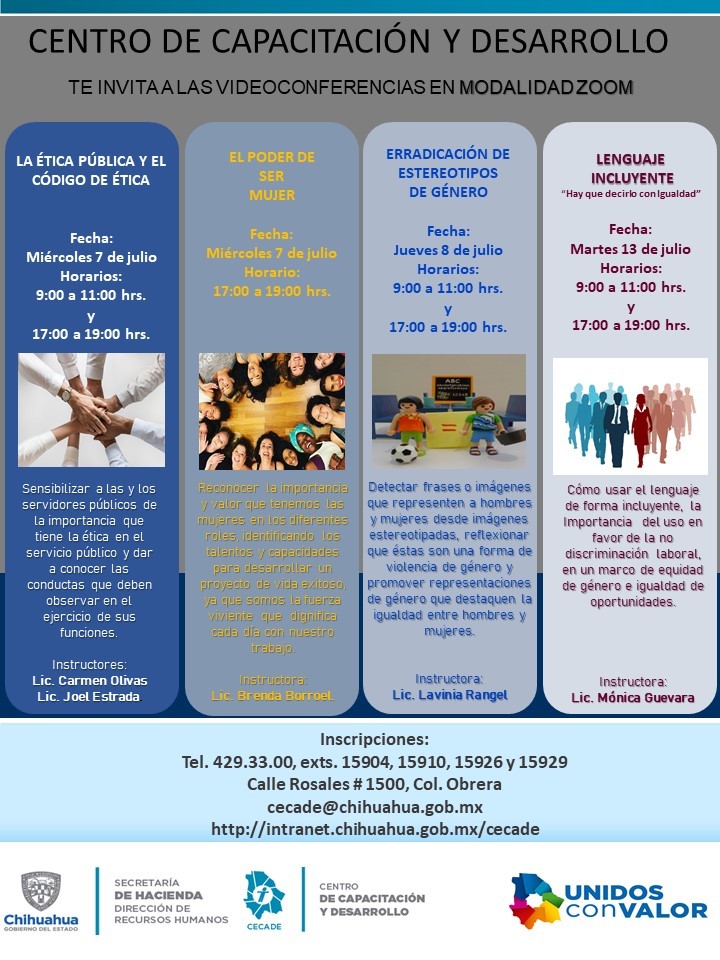 CENTRO DE CAPACITACIÓN Y DESARROLLO
TE INVITA A LAS VIDEOCONFERENCIAS EN MODALIDAD ZOOM
LA ÉTICA PÚBLICA Y EL
CÓDIGO DE ÉTICA
Fecha:
Miércoles 7 de julio
Horarios:
9:00 a 11:00 hrs.
y
17:00 a 19:00 hrs.
Sensibilizar a las y los
servidores públicos de
la importancia que
tiene la ética en el
servicio público y dar
a conocer las
conductas que deben
observar en el
ejercicio de sus
funciones.
Instructores:
Lic. Carmen Olivas
Lic. Joel Estrada.
EL PODER DE
SER
MUJER
Fecha:
Miércoles 7 de julio
Horario:
17:00 a 19:00 hrs.
Reconocer la importancia
y valor que tenemos las
mujeres en los diferentes
roles, identificando los
talentos y capacidades
para desarrollar un
proyecto de vida exitoso,
ya que somos la fuerza
viviente que dignifica
cada día con nuestro
trabajo.
Instructora:
Lic. Brenda Borroel.
ERRADICACIÓN DE
ESTEREOTIPOS
DE GÉNERO
Fecha:
Jueves 8 de julio
Horarios:
9:00 a 11:00 hrs.
y
17:00 a 19:00 hrs.
ABC
Detectar frases o imágenes
que representen a hombres
y mujeres desde imágenes
estereotipadas, reflexionar
que éstas son una forma de
violencia de género y
promover representaciones
de género que destaquen la
igualdad entre hombres y
mujeres.
Instructora:
Lic. Lavinia Rangel
LENGUAJE
INCLUYENTE
"Hay que decirlo con Igualdad"
Fecha:
Martes 13 de julio
Horarios:
9:00 a 11:00 hrs.
y
17:00 a 19:00 hrs.
Cómo usar el lenguaje
de forma incluyente, la
Importancia del uso en
favor de la no
discriminación laboral,
en un marco de equidad
de género e igualdad de
oportunidades.
Instructora:
Lic. Mónica Guevara
Inscripciones:
Tel. 429.33.00, exts. 15904, 15910, 15926 y 15929
Calle Rosales # 1500, Col. Obrera
cecade@chihuahua.gob.mx
http://intranet.chihuahua.gob.mx/cecade
Chihuahua
GOBIERNO DEL ESTADO
SECRETARÍA
DE HACIENDA
DIRECCIÓN DE
RECURSOS HUMANOS
CECADE
CENTRO
DE CAPACITACIÓN
Y DESARROLLO
UNIDOS
conVALOR